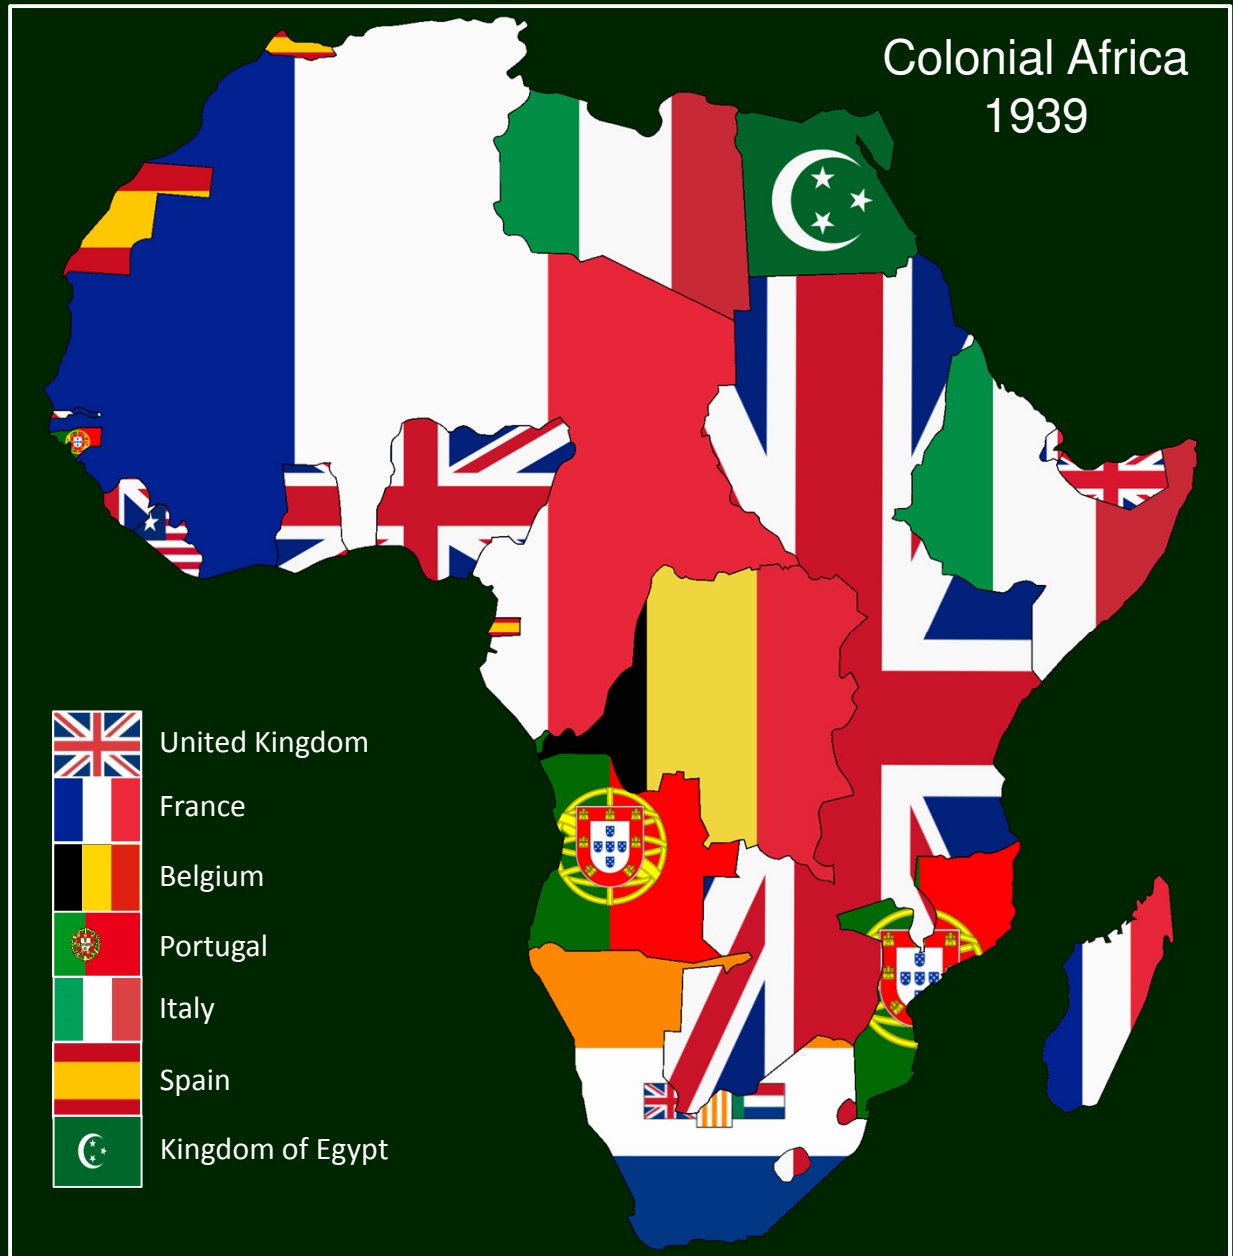 Colonial Africa
1939
United Kingdom
France
Belgium
Portugal
Italy
Spain
Kingdom of Egypt